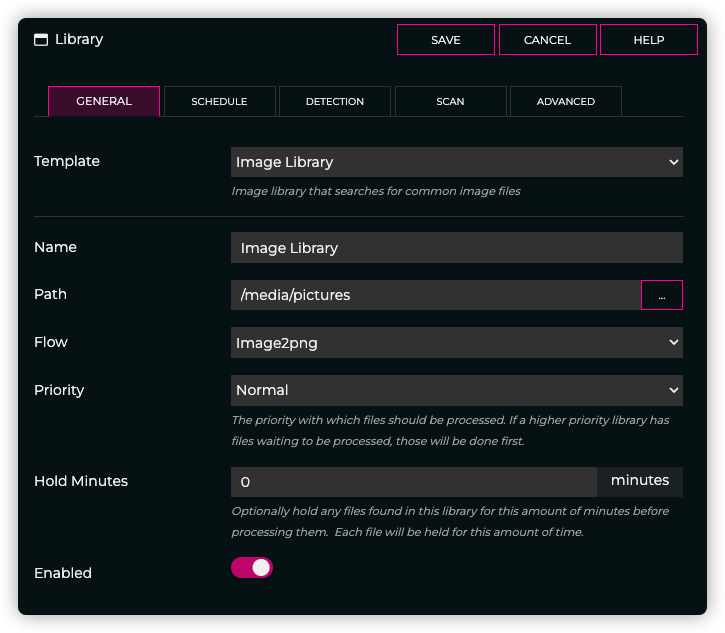 Library
SAVE
CANCEL
HELP
GENERAL
SCHEDULE
DETECTION
SCAN
ADVANCED
Template
Image Library
Image library that searches for common image files
Name
Image Library
Path
/media/pictures
...
Flow
Image2png
Priority
Normal
The priority with which files should be processed. If a higher priority library has
files waiting to be processed, those will be done first.
Hold Minutes
0
minutes
Optionally hold any files found in this library for this amount of minutes before
processing them.  Each file will be held for this amount of time.
Enabled